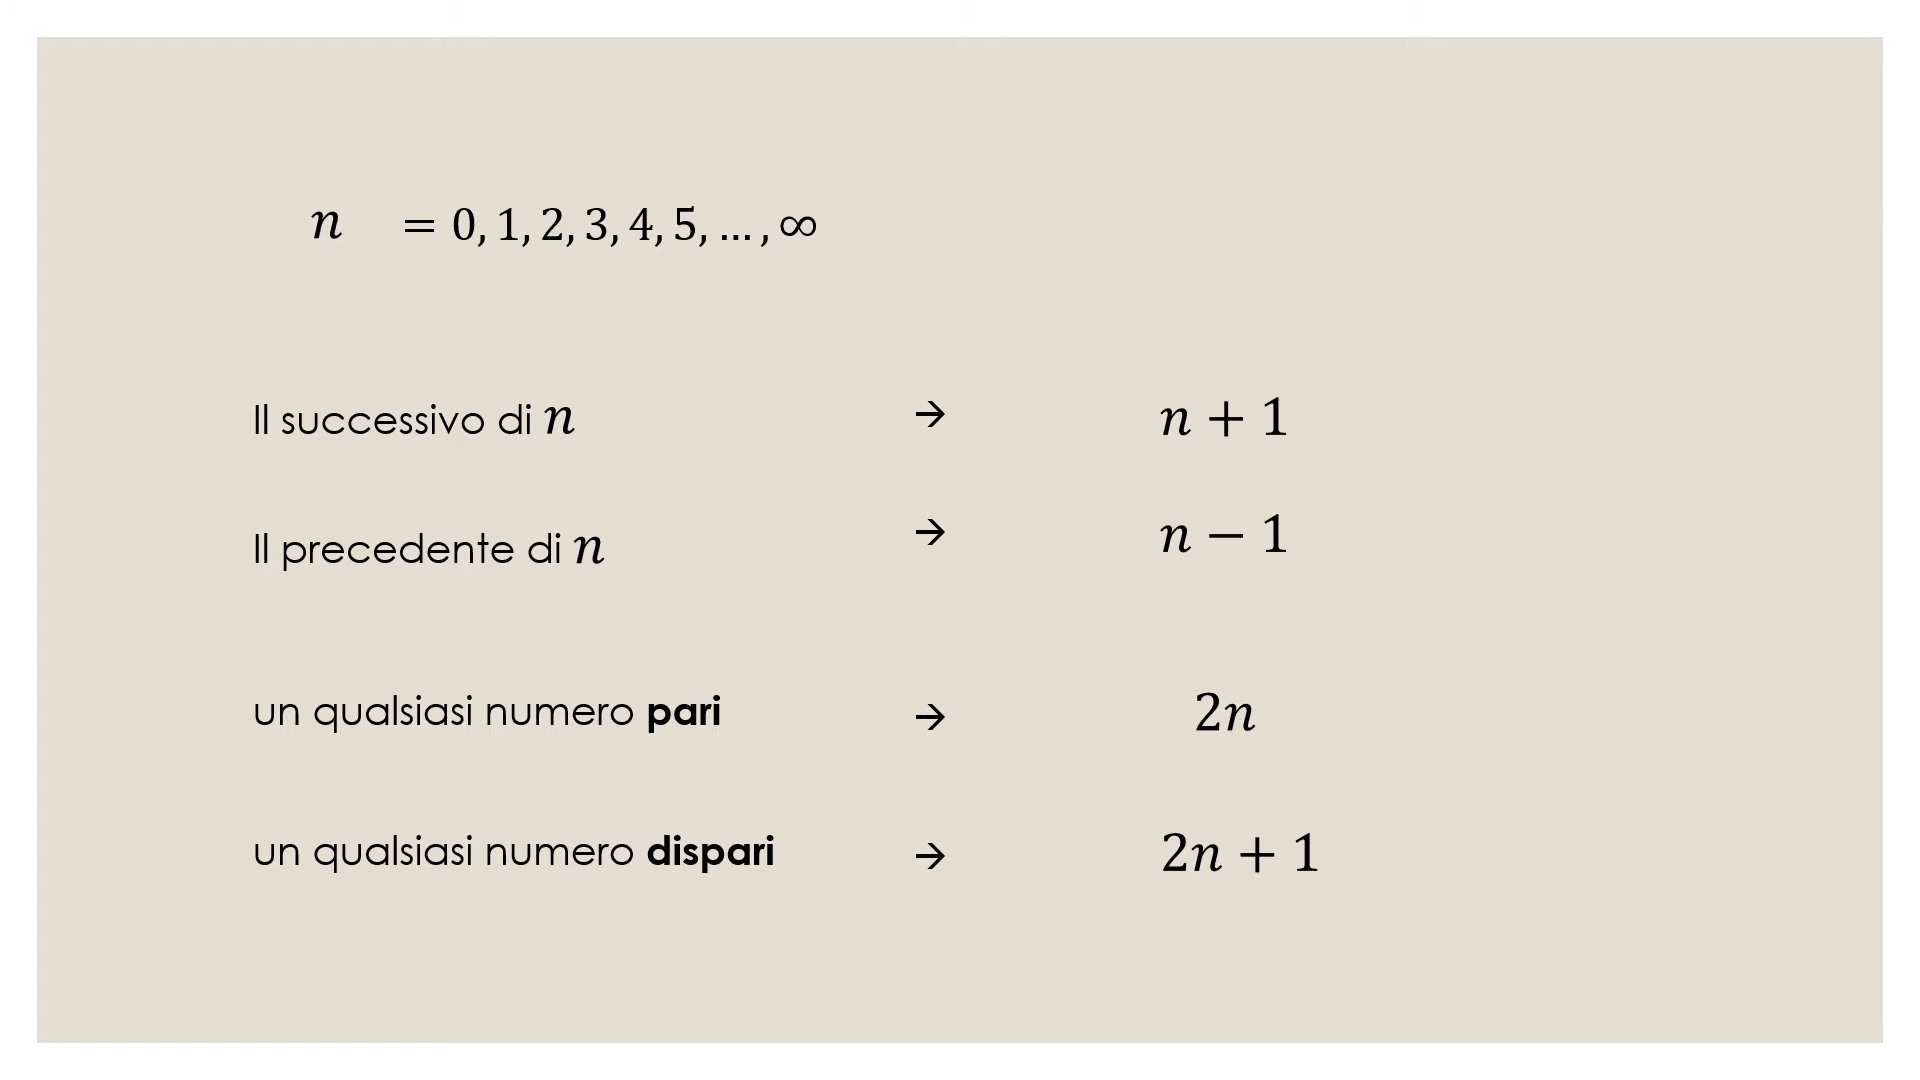 n = 0, 1, 2, 3, 4, 5, … , ∞
Il successivo di n → n + 1
Il precedente di n → n − 1
un qualsiasi numero pari → 2n
un qualsiasi numero dispari → 2n + 1